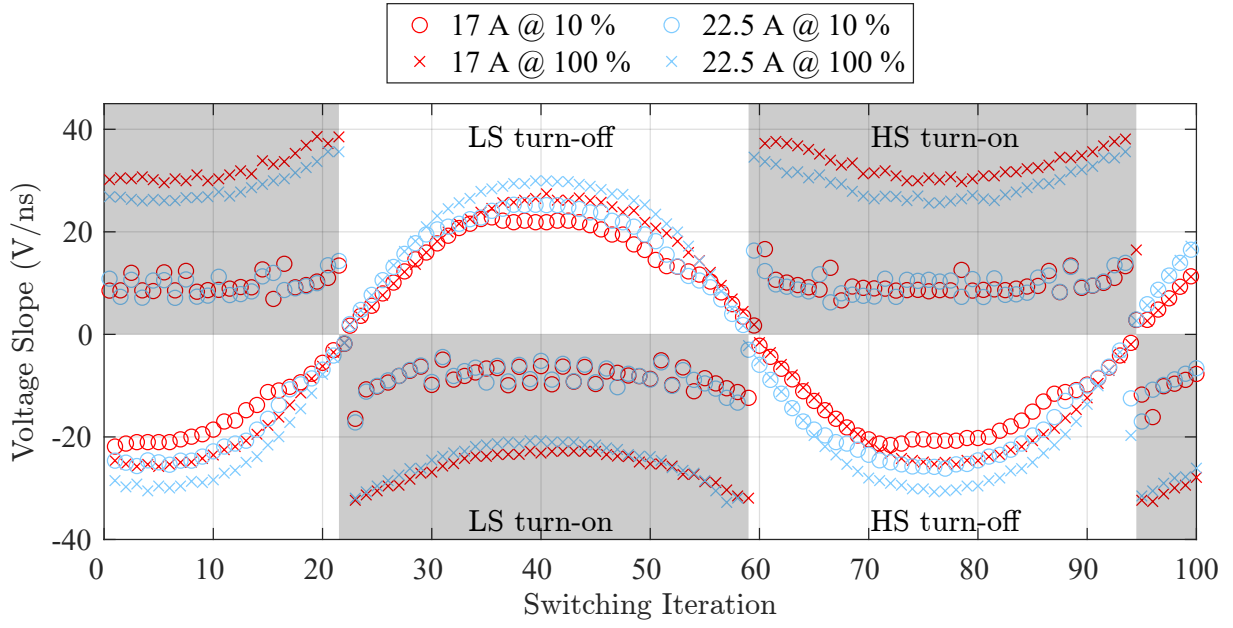 17 A @ 10 % 22.5 A @ 10 %
17 A @ 100 % 22.5 A @ 100 %
Voltage Slope (V/ns)
40
20
0
-20
-40
LS turn-off
HS turn-on
LS turn-on
HS turn-off
0 10 20 30 40 50 60 70 80 90 100
Switching Iteration